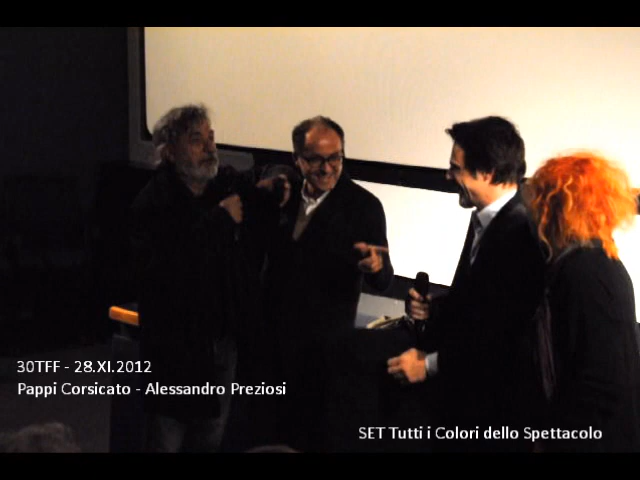 30TFF - 28.XI.2012
Pappi Corsicato - Alessandro Preziosi
SET Tutti i Colori dello Spettacolo